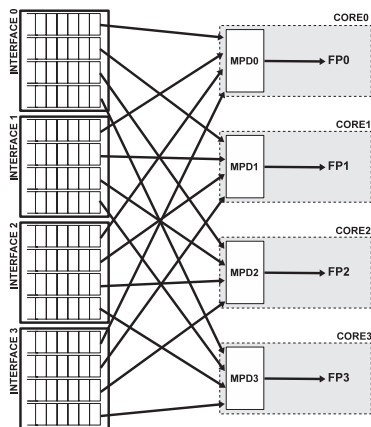 INTERFACE 0
INTERFACE 1
INTERFACE 2
INTERFACE 3
CORE0
MPD0
FP0
CORE1
MPD1
FP1
CORE2
MPD2
FP2
CORE3
MPD3
FP3